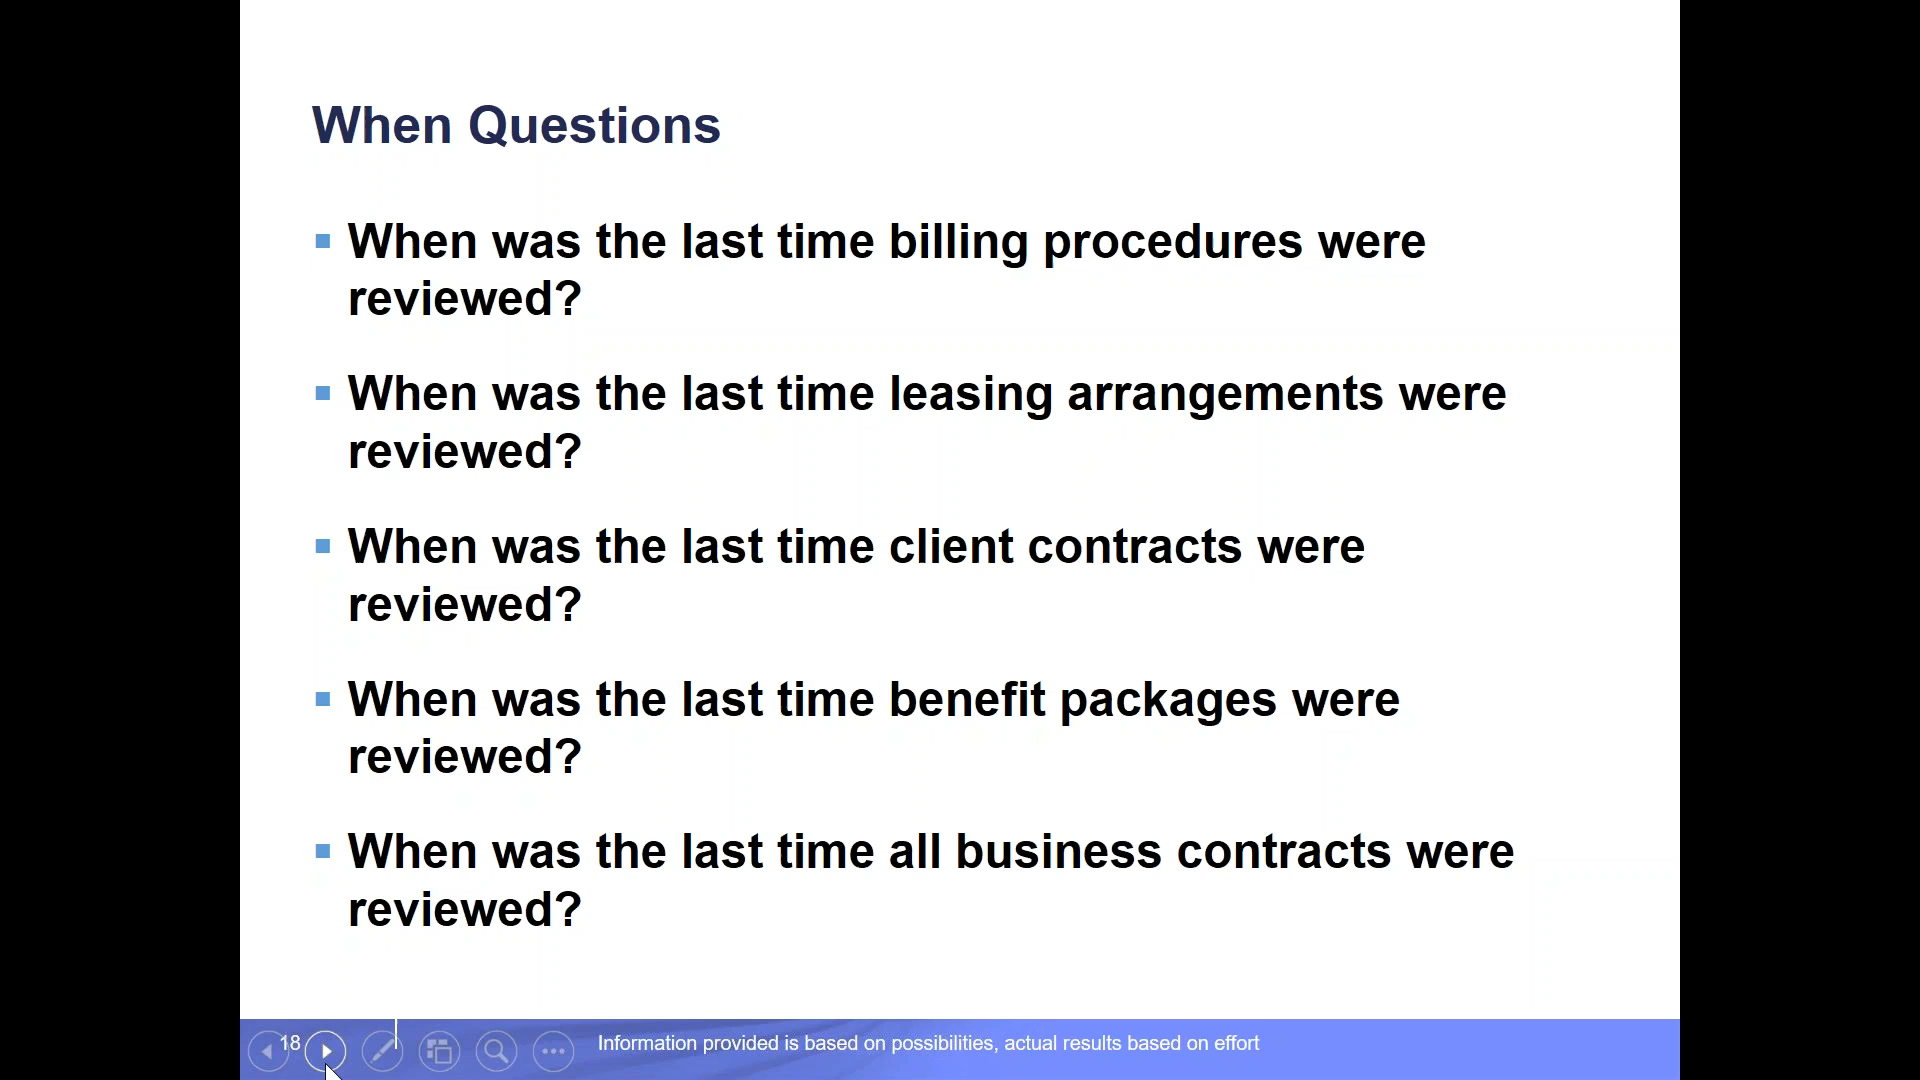 When Questions
When was the last time billing procedures were
reviewed?
When was the last time leasing arrangements were
reviewed?
When was the last time client contracts were
reviewed?
When was the last time benefit packages were
reviewed?
When was the last time all business contracts were
reviewed?
18
Information provided is based on possibilities, actual results based on effort